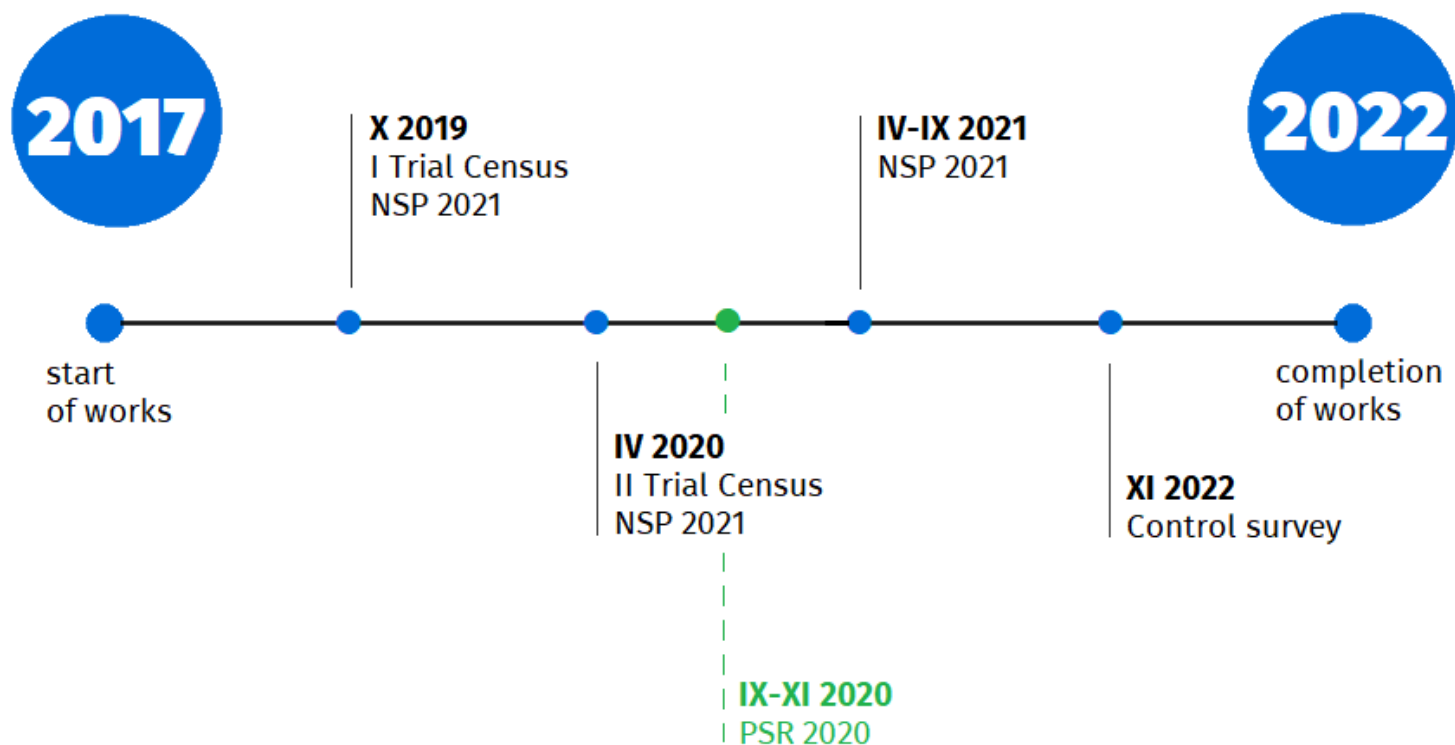 2017
2022
X 2019
I Trial Census
NSP 2021
IV-IX 2021
NSP 2021
start
of works
completion
of works
IV 2020
II Trial Census
NSP 2021
XI 2022
Control survey
IX-XI 2020
PSR 2020